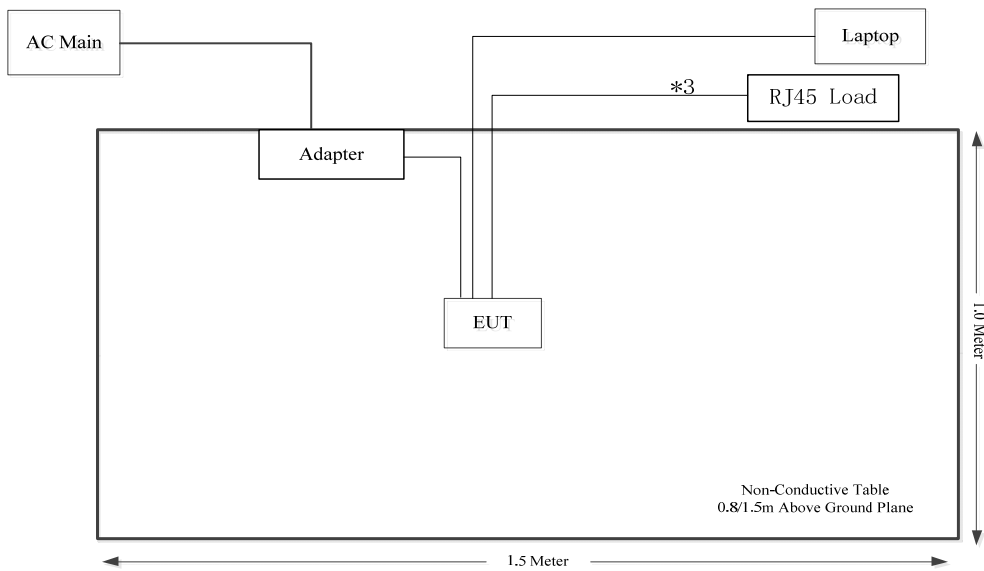 AC Main
Laptop
*3
RJ45 Load
Adapter
EUT
1.0 Meter
Non-Conductive Table
0.8/1.5m Above Ground Plane
1.5 Meter